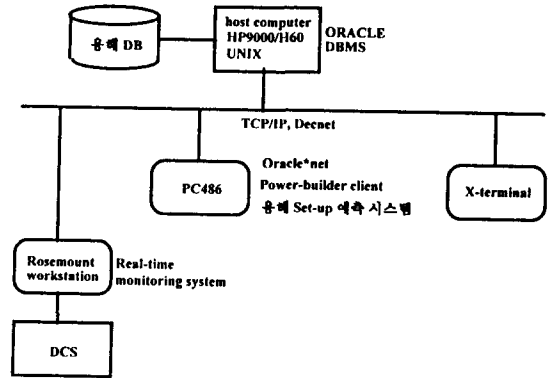 host computer
HP9000/H60
UNIX
ORACLE
DBMS
용해 DB
TCP/IP, Decnet
PC486
Oracle*net
Power-builder client
용해 Set-up 예측 시스템
X-terminal
Rosemount
workstation
Real-time
monitoring system
DCS